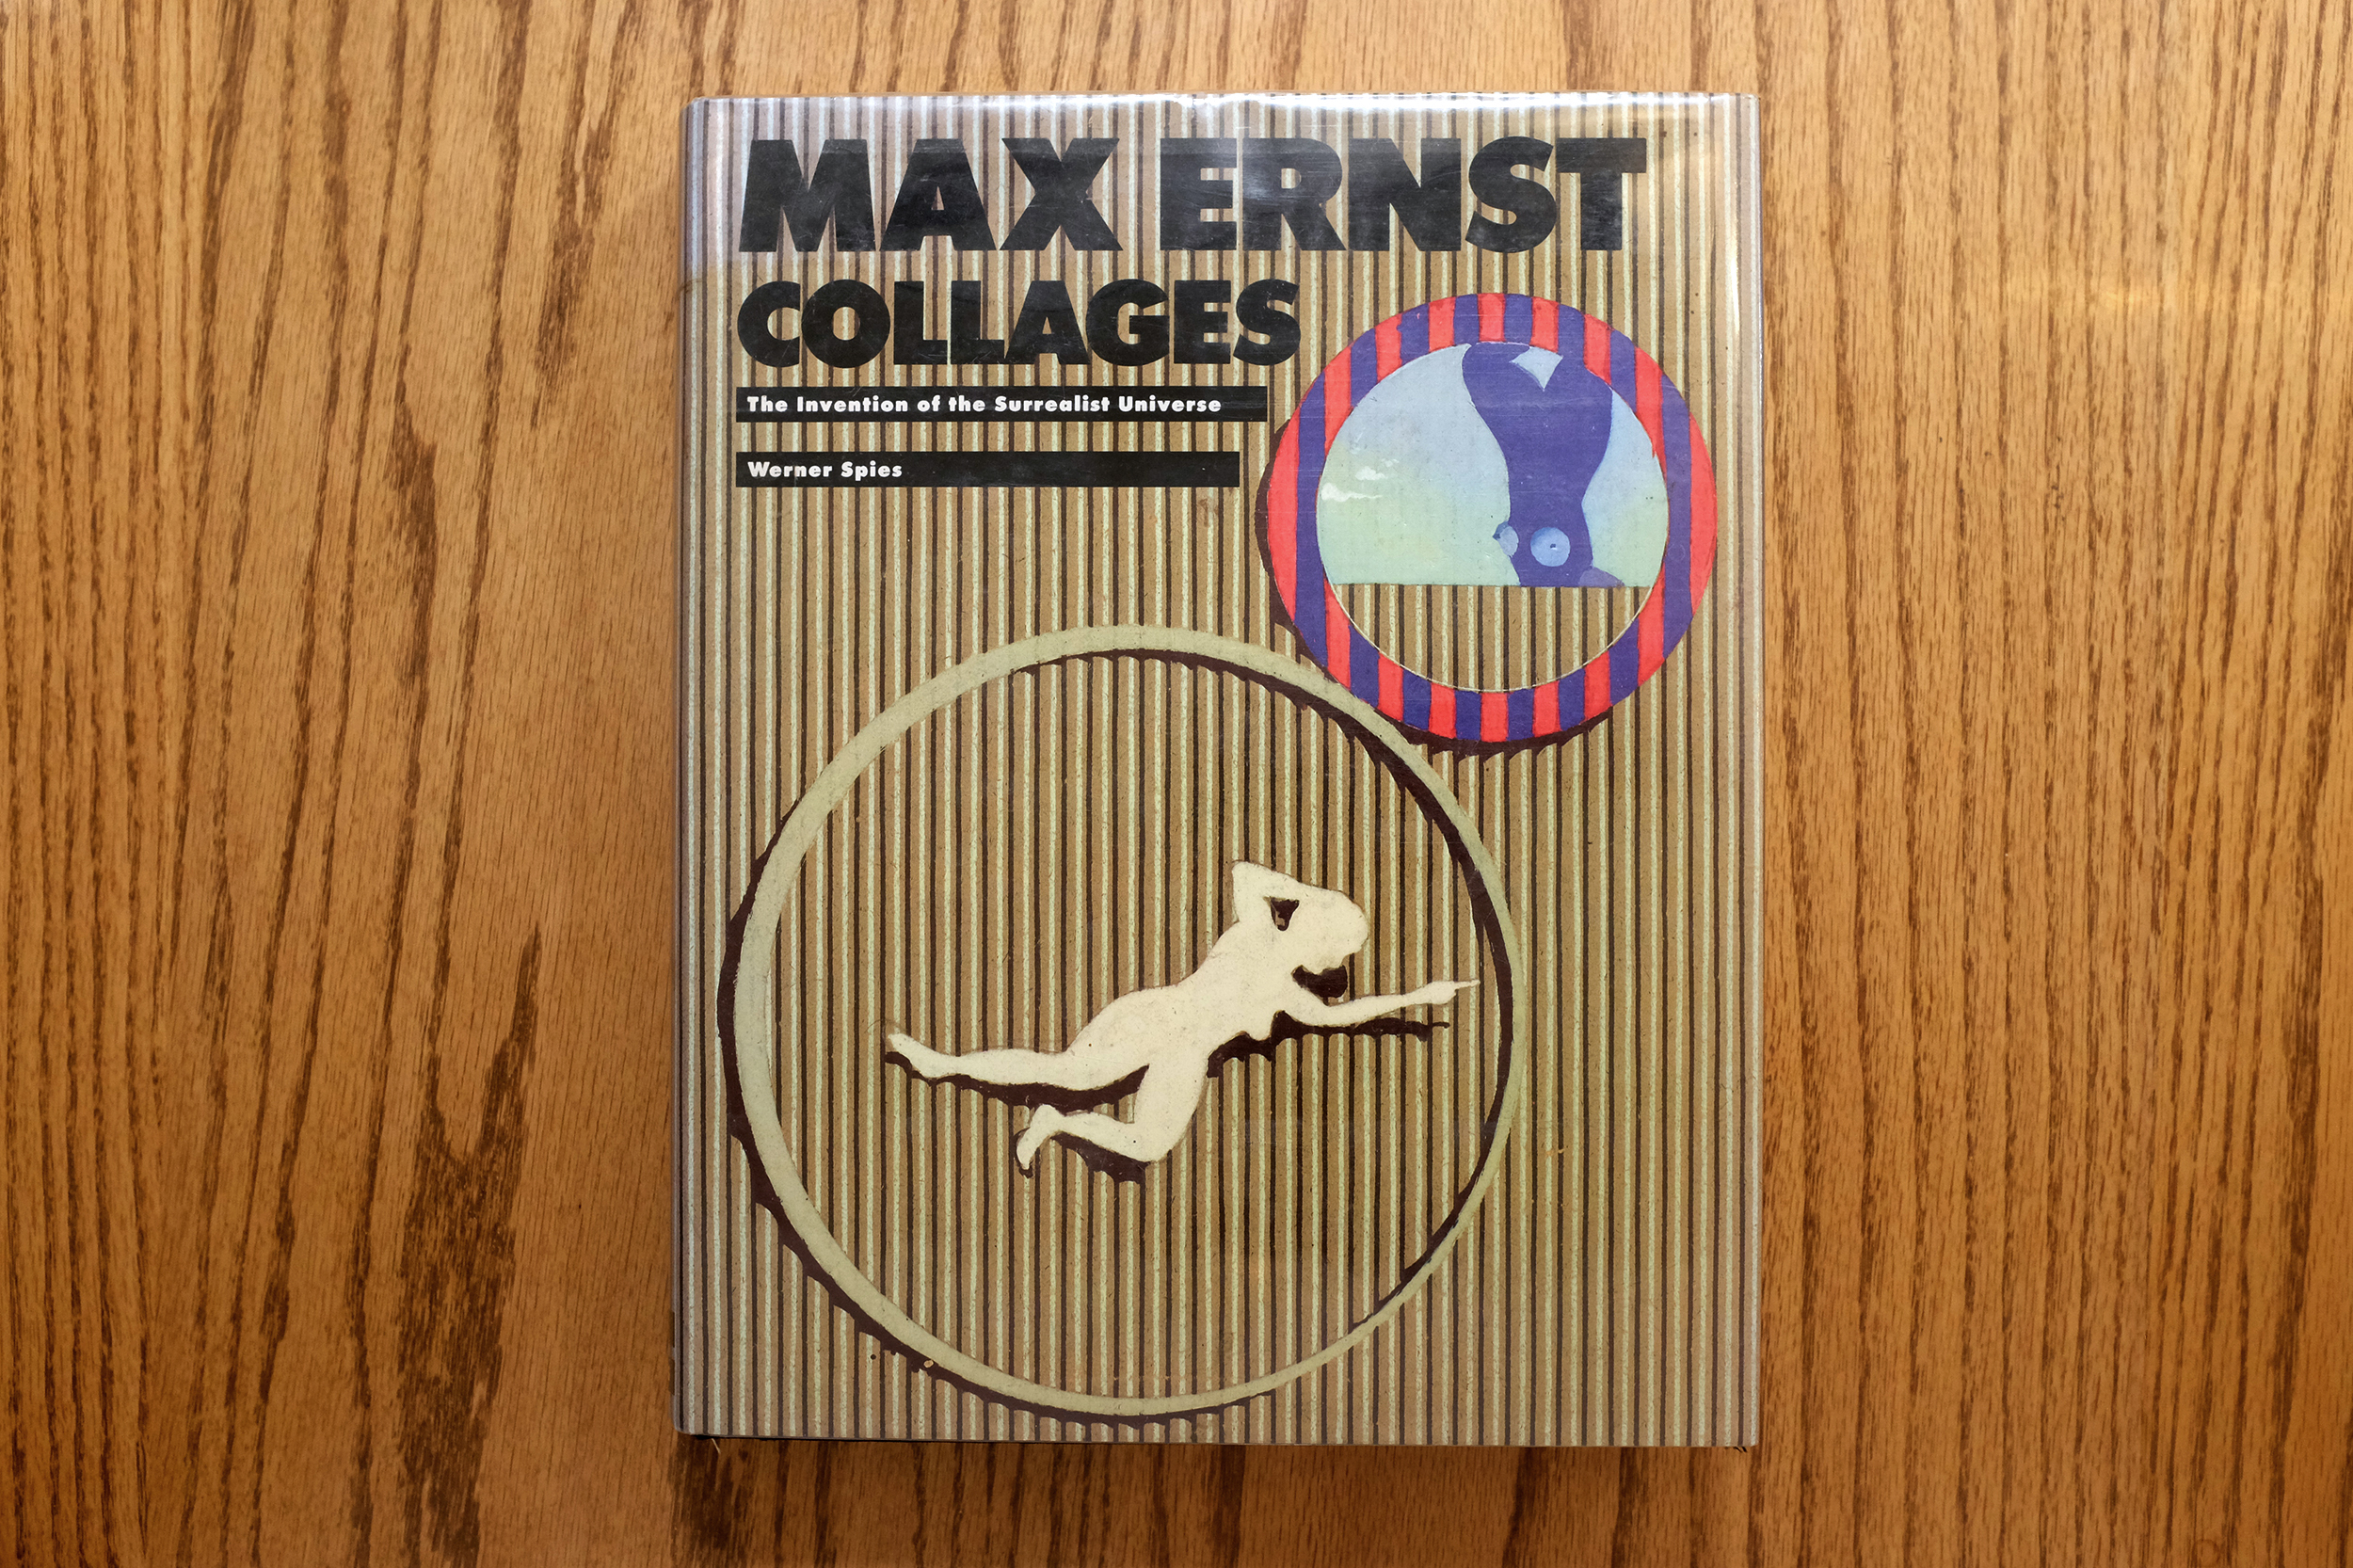 MAX ERNST
COLLAGES
The Invention of the Surrealist Universe
Werner Spies